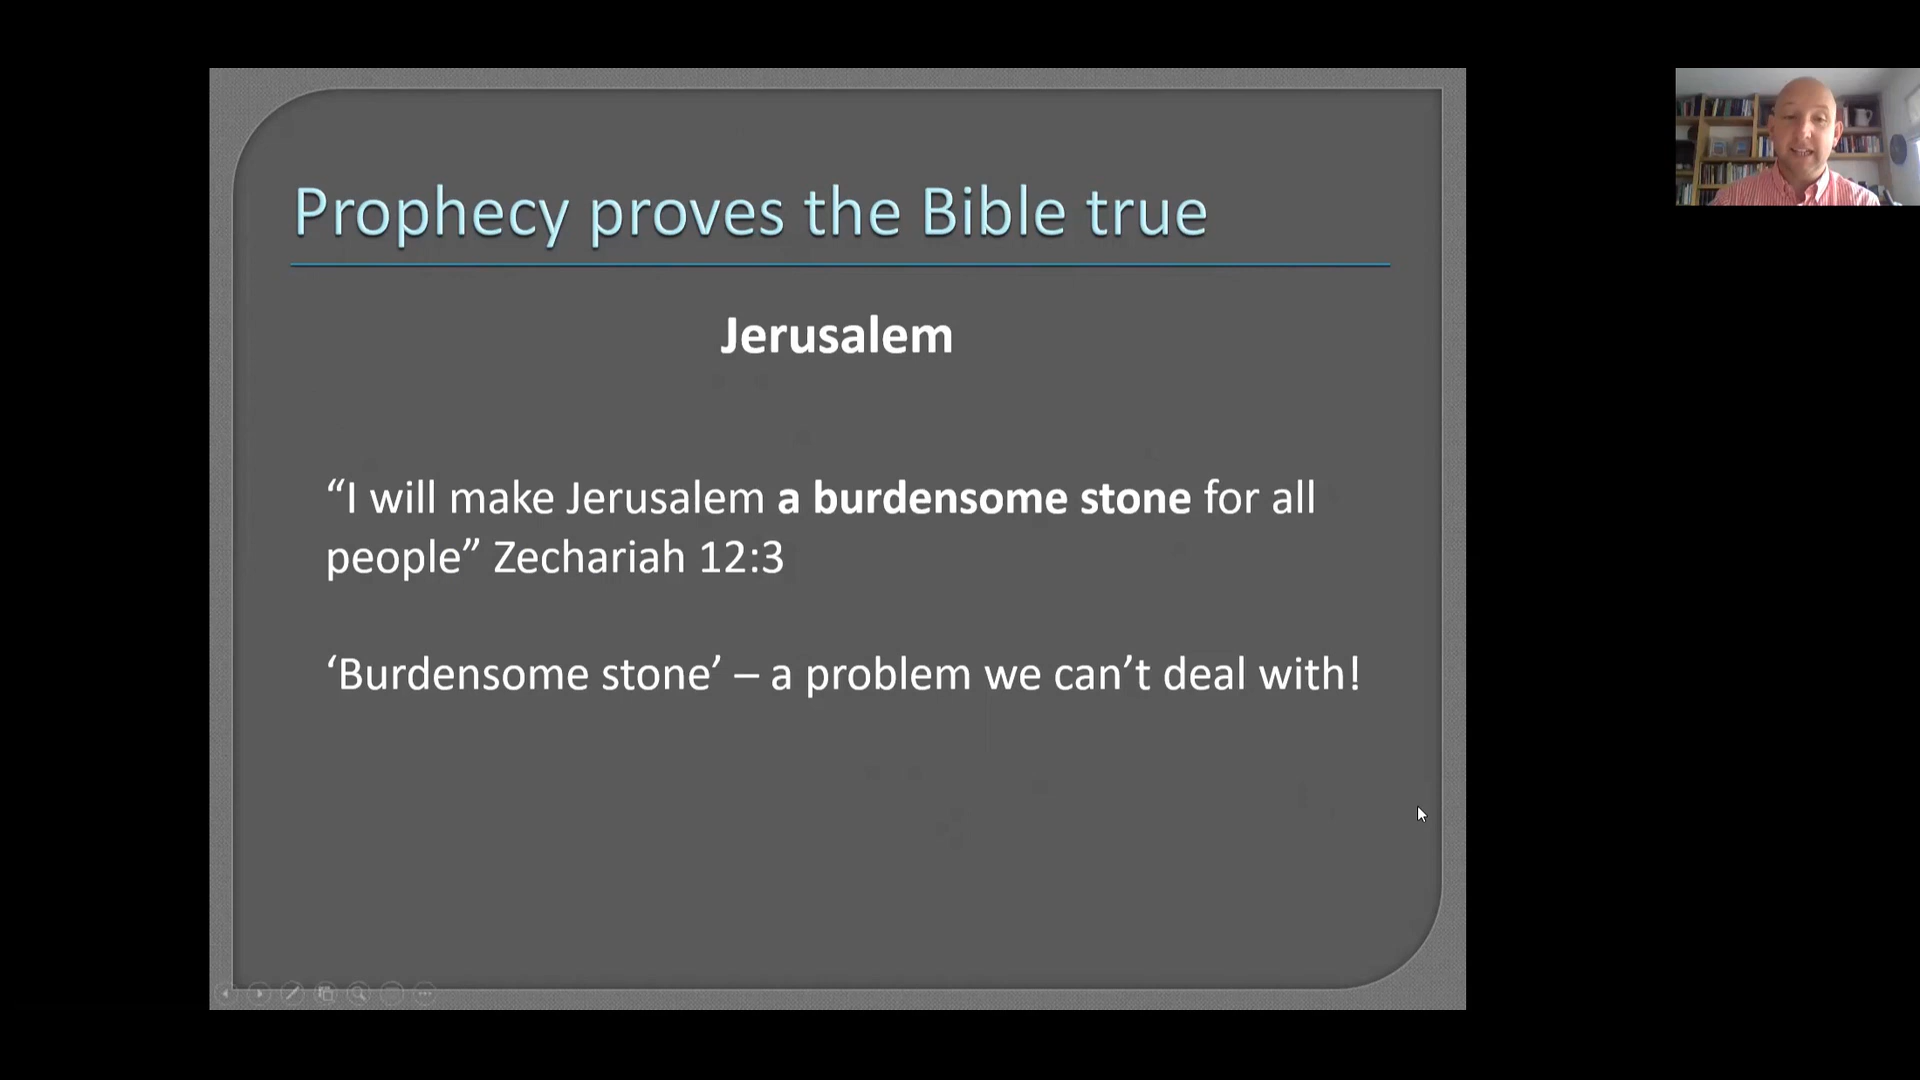 Prophecy proves the Bible true
Jerusalem
“I will make Jerusalem a burdensome stone for all
people” Zechariah 12:3
‘Burdensome stone’ – a problem we can’t deal with!